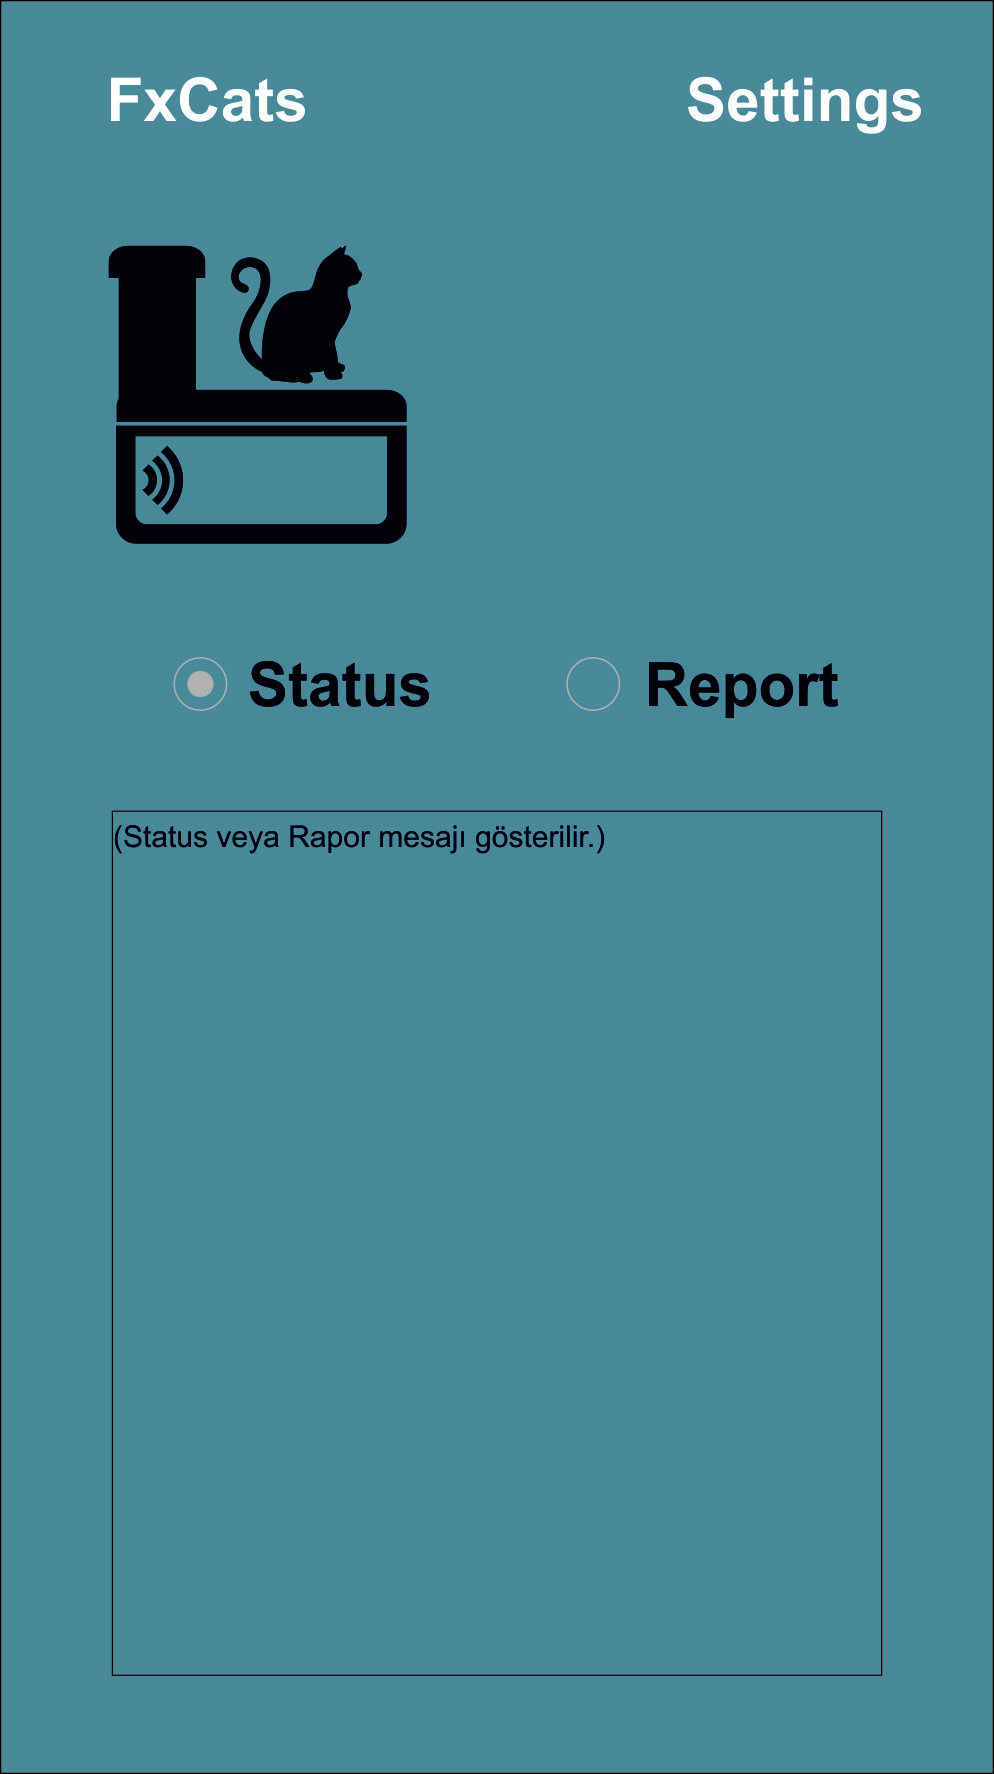 FxCats
Settings
Status
Report
(Status veya Rapor mesajı gösterilir.)